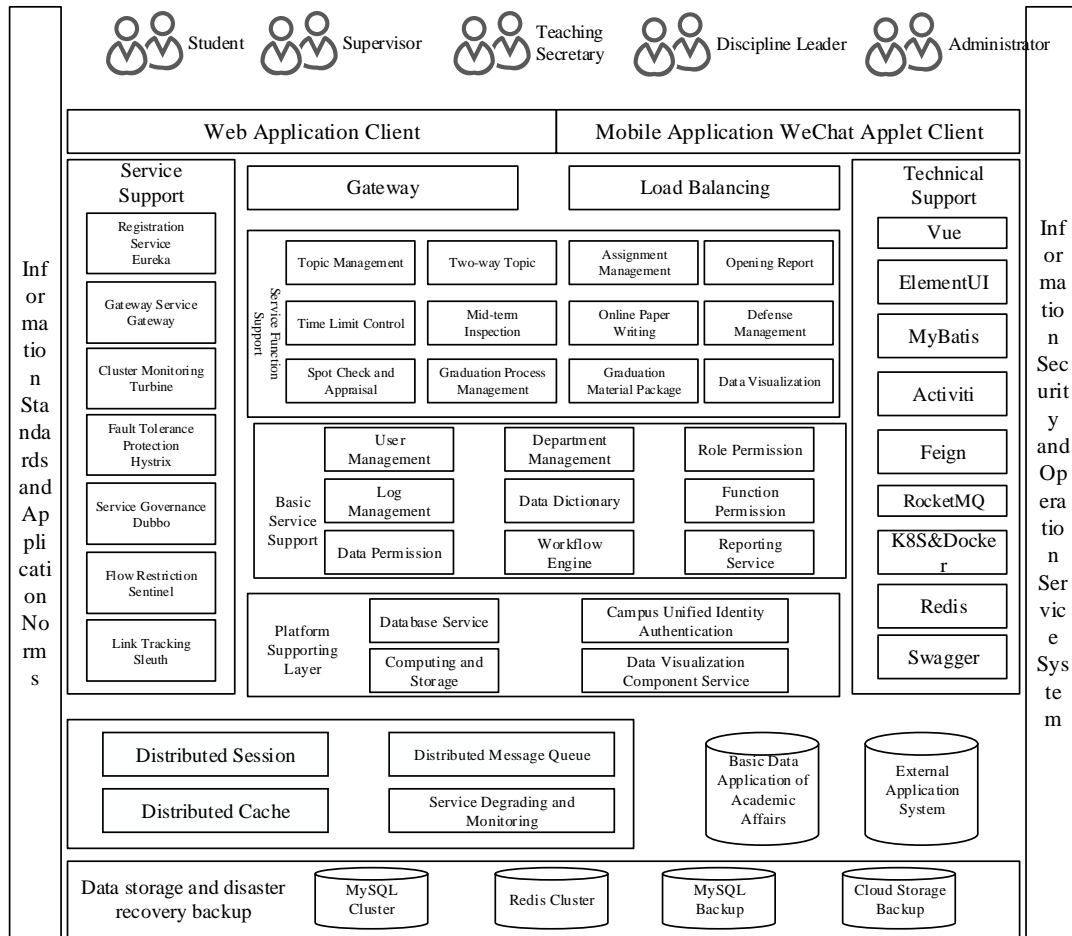 Student
Supervisor
Teaching
Secretary
Discipline Leader
Administrator
Web Application Client
Mobile Application WeChat Applet Client
Inf
or
ma
tio
n
Sta
nda
rds
and
Ap
pli
cati
on
No
rm
s
Service
Support
Registration
Service
Eureka
Gateway Service
Gateway
Cluster Monitoring
Turbine
Fault Tolerance
Protection
Hystrix
Service Governance
Dubbo
Flow Restriction
Sentinel
Link Tracking
Sleuth
Gateway
Load Balancing
Service Function
Support
Topic Management
Two-way Topic
Assignment
Management
Opening Report
Time Limit Control
Mid-term
Inspection
Online Paper
Writing
Defense
Management
Spot Check and
Appraisal
Graduation Process
Management
Graduation
Material Package
Data Visualization
Basic
Service
Support
User
Management
Department
Management
Role Permission
Log
Management
Data Dictionary
Function
Permission
Data Permission
Workflow
Engine
Reporting
Service
Platform
Supporting
Layer
Database Service
Campus Unified Identity
Authentication
Computing and
Storage
Data Visualization
Component Service
Technical
Support
Vue
ElementUI
MyBatis
Activiti
Feign
RocketMQ
K8S&Docke
r
Redis
Swagger
Inf
or
ma
tio
n
Sec
urit
y
and
Op
era
tio
n
Ser
vic
e
Sys
te
m
Distributed Session
Distributed Message Queue
Distributed Cache
Service Degrading and
Monitoring
Basic Data
Application of
Academic
Affairs
External
Application
System
Data storage and disaster
recovery backup
MySQL
Cluster
Redis Cluster
MySQL
Backup
Cloud Storage
Backup